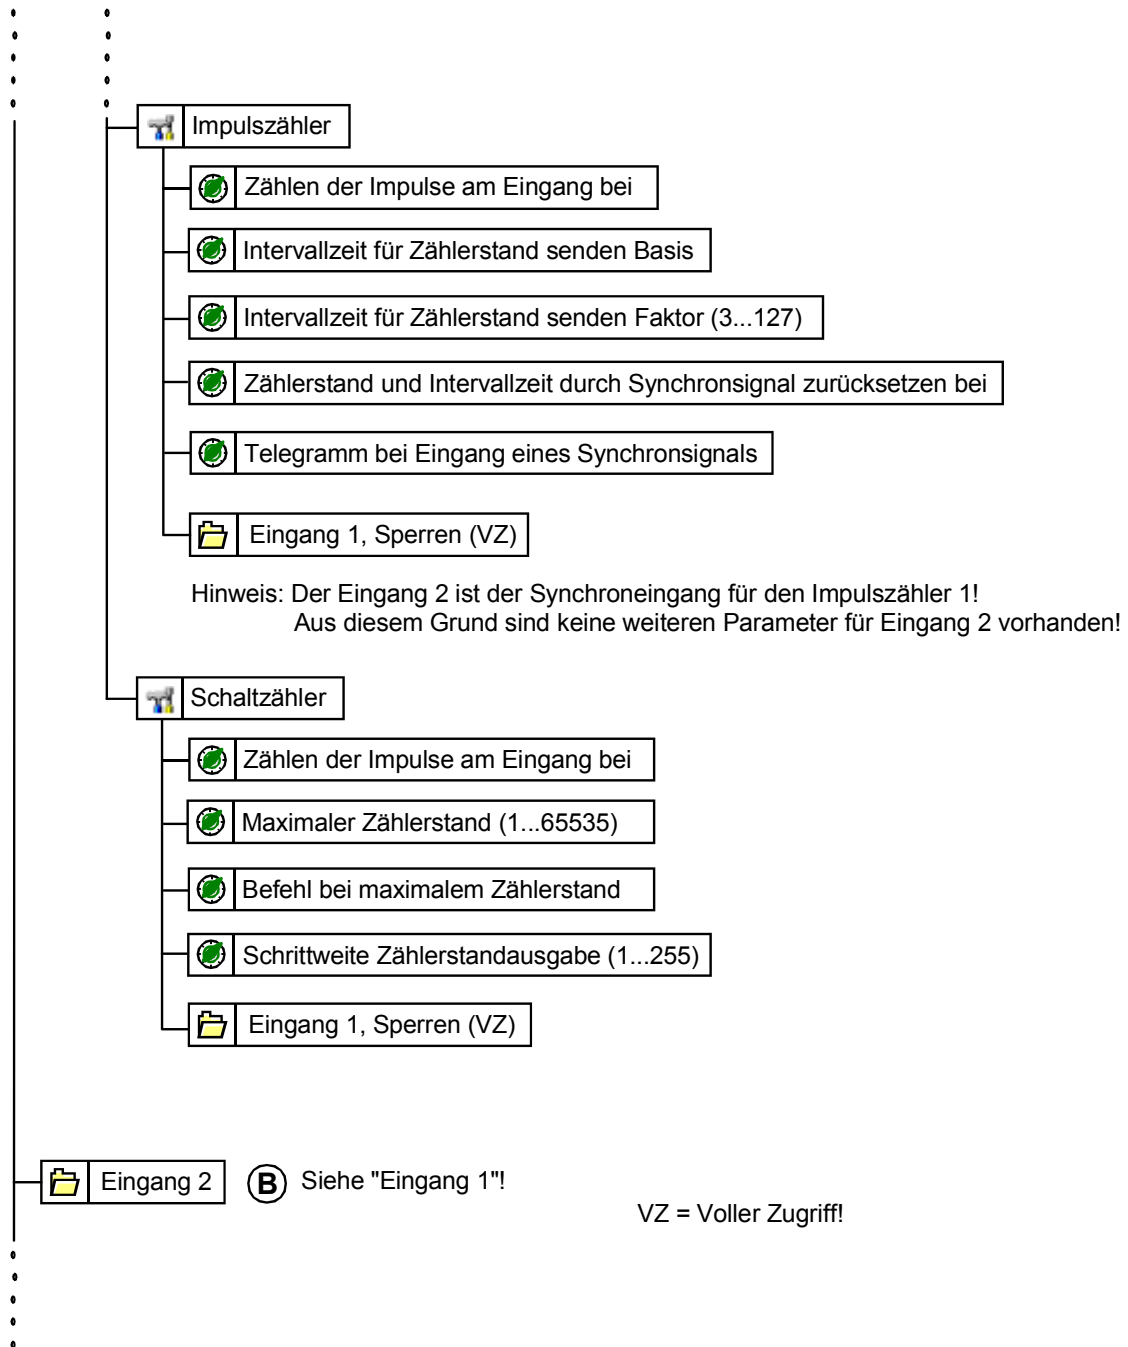 Impulszähler
Zählen der Impulse am Eingang bei
Intervallzeit für Zählerstand senden Basis
Intervallzeit für Zählerstand senden Faktor (3...127)
Zählerstand und Intervallzeit durch Synchronsignal zurücksetzen bei
Telegramm bei Eingang eines Synchronsignals
Eingang 1, Sperren (VZ)
Hinweis: Der Eingang 2 ist der Synchroneingang für den Impulszähler 1!
Aus diesem Grund sind keine weiteren Parameter für Eingang 2 vorhanden!
Schaltzähler
Zählen der Impulse am Eingang bei
Maximaler Zählerstand (1...65535)
Befehl bei maximalem Zählerstand
Schrittweite Zählerstandausgabe (1...255)
Eingang 1, Sperren (VZ)
Eingang 2 B Siehe "Eingang 1"!
VZ = Voller Zugriff!